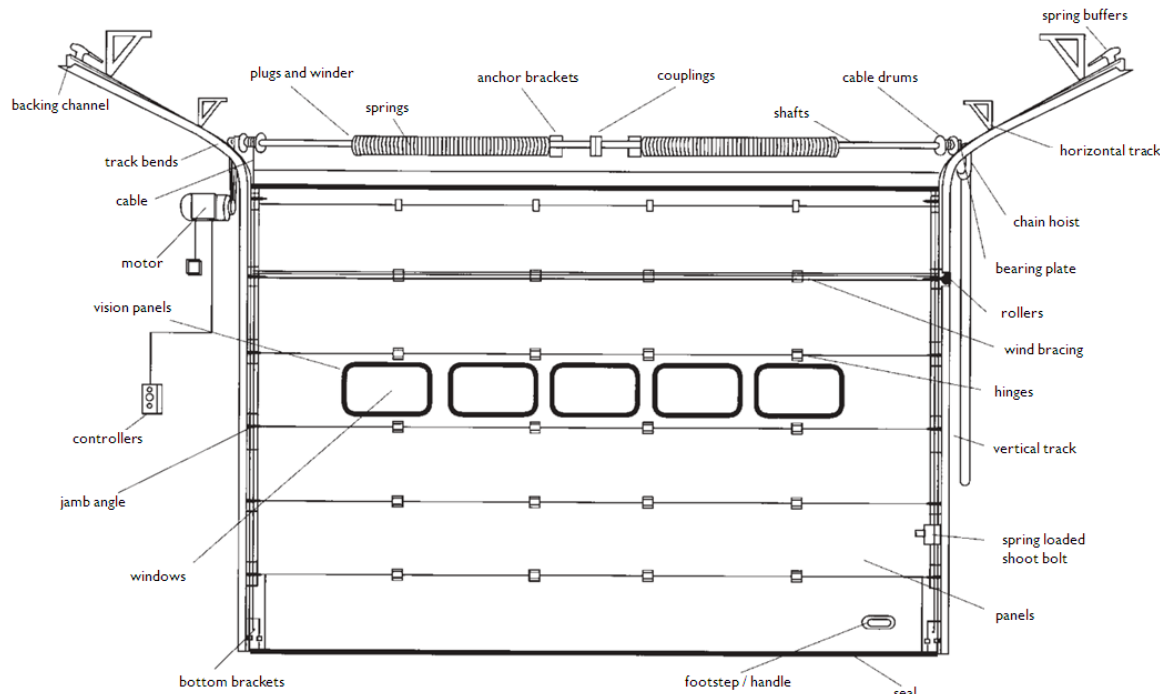 spring buffers
plugs and winder
anchor brackets
couplings
cable drums
backing channel
springs
shafts
track bends
horizontal track
cable
chain hoist
motor
bearing plate
vision panels
rollers
wind bracing
hinges
controllers
vertical track
jamb angle
spring loaded
shoot bolt
windows
panels
bottom brackets
footstep / handle
seal